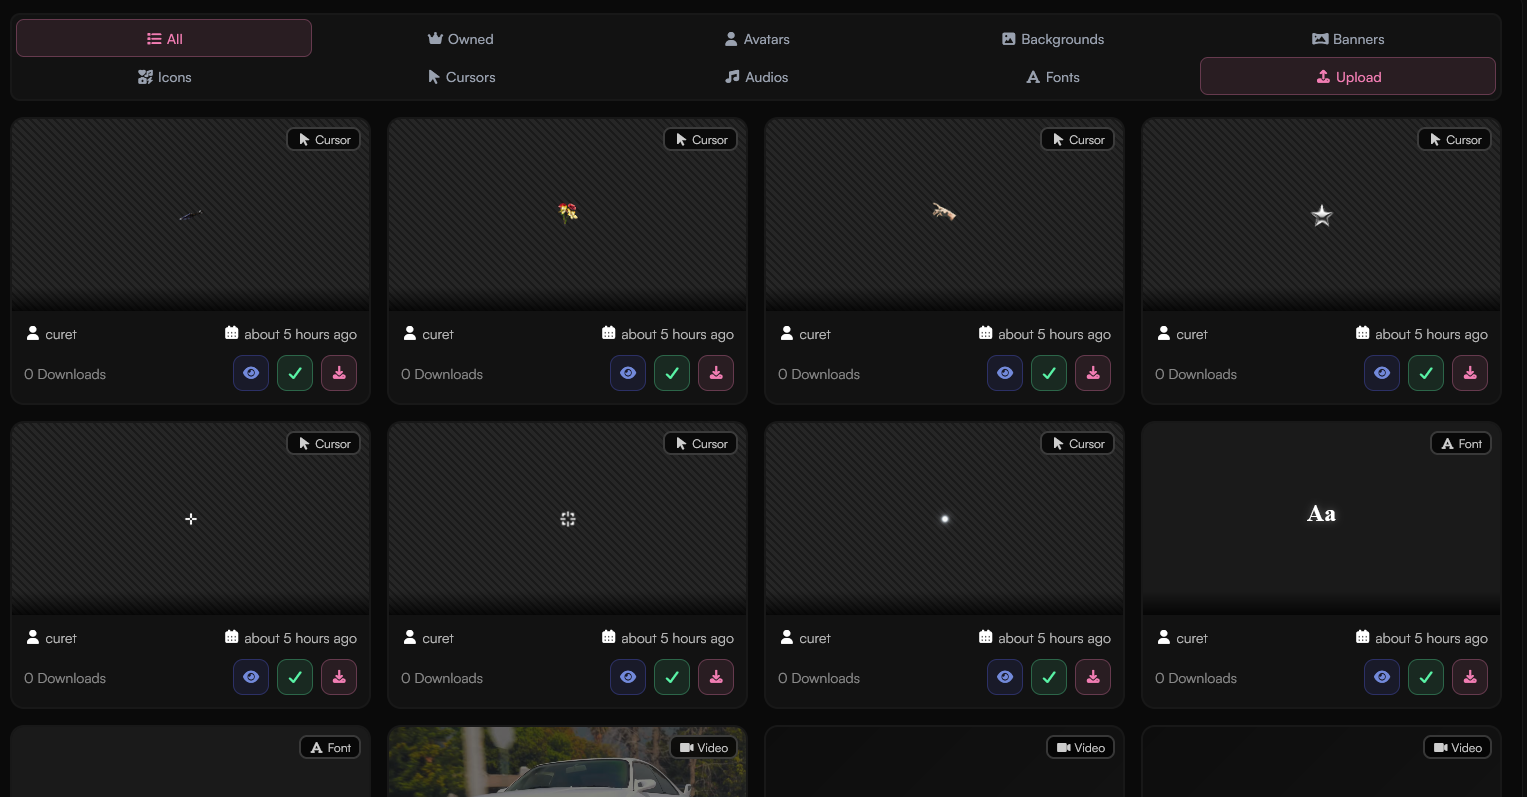 All Owned Avatars Backgrounds Banners
Icons Cursors Audios Fonts Upload
Cursor Cursor Cursor Cursor
curet about 5 hours ago curet about 5 hours ago curet about 5 hours ago curet about 5 hours ago
0 Downloads 0 Downloads 0 Downloads 0 Downloads
Cursor Cursor Cursor Font
Aa
curet about 5 hours ago curet about 5 hours ago curet about 5 hours ago curet about 5 hours ago
0 Downloads 0 Downloads 0 Downloads 0 Downloads
Font Video Video Video